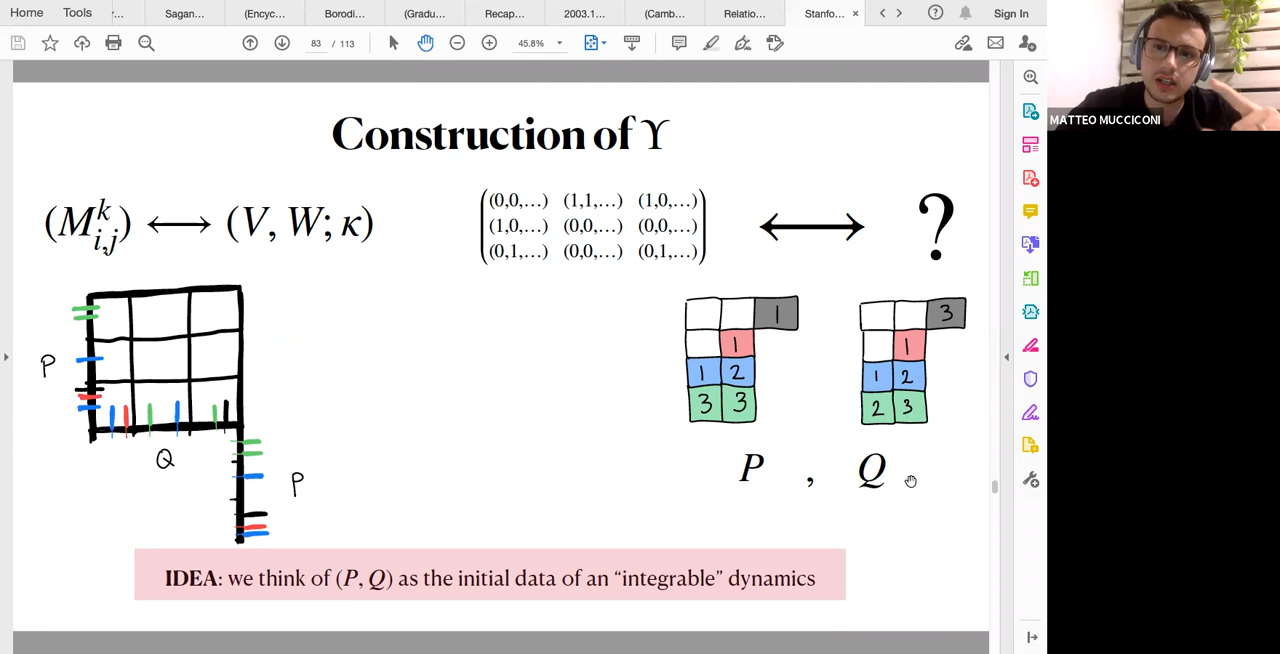 Home Tools r... Sagan... (Encyc... Borodi... (Gradu... Recap... 2003.1... (Camb... Relatio... Stanfo... × Sign In
83 / 113 45.8%
MATTEO MUCCICONI
Construction of ϒ
(M^k_{i,j}) ⟷ (V, W; κ)
(0,0,…) (1,1,…) (1,0,…)
(1,0,…) (0,0,…) (0,0,…)
(0,1,…) (0,0,…) (0,1,…)
⟷ ?
P
Q
P
1
1
1 2
3 3
3
1
1 2
2 3
P , Q
IDEA: we think of (P, Q) as the initial data of an “integrable” dynamics